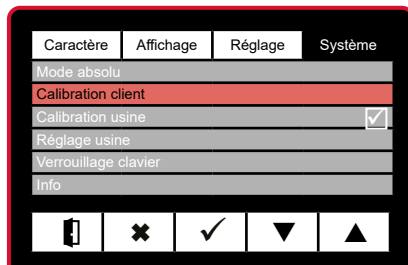 Caractère Affichage Réglage Système
Mode absolu
Calibration client
Calibration usine
Réglage usine
Verrouillage clavier
Info